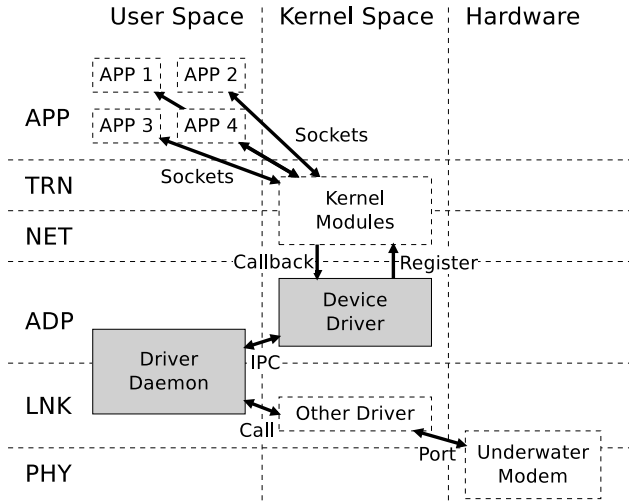 User Space Kernel Space Hardware
APP 1 APP 2
APP
APP 3 APP 4
Sockets
Sockets
TRN
Kernel
Modules
NET
Callback Register
ADP
Device
Driver
Driver
Daemon
IPC
LNK
Other Driver
Call
Port
Underwater
Modem
PHY